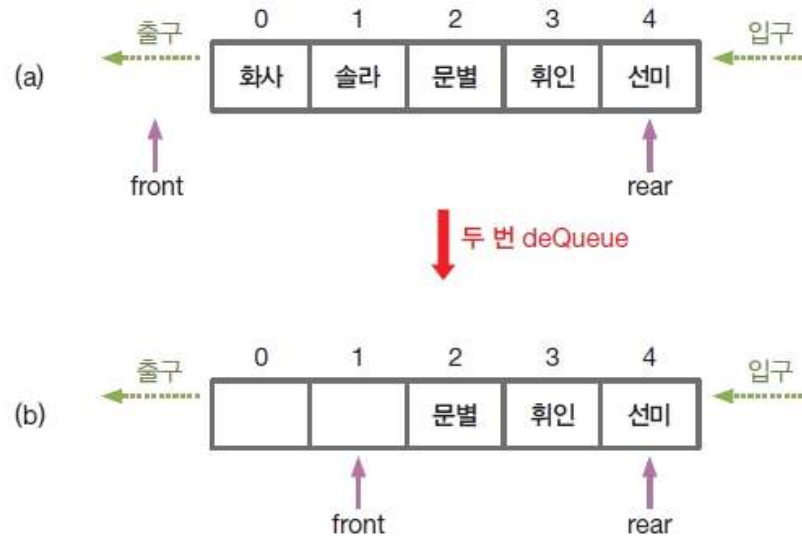 0 1 2 3 4
출구 입구
(a) 화사 솔라 문별 휘인 선미
front rear
두 번 deQueue
0 1 2 3 4
출구 입구
(b) 문별 휘인 선미
front rear